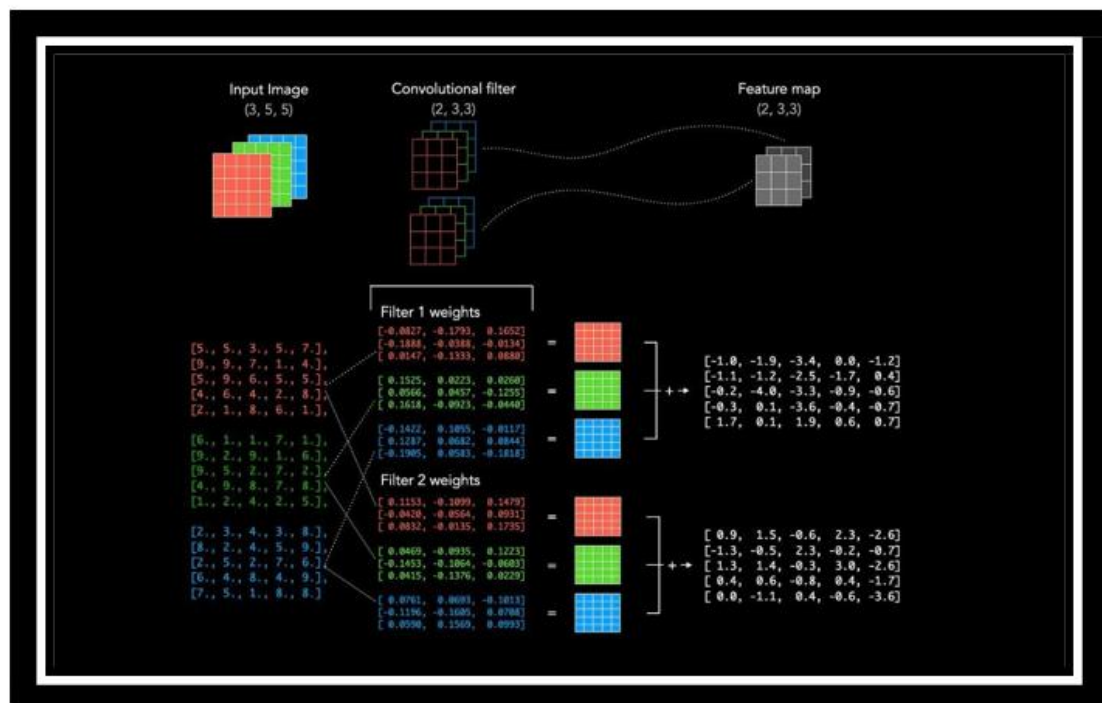 Input Image
(3, 5, 5)
Convolutional filter
(2, 3,3)
Feature map
(2, 3,3)
[5., 5., 3., 5., 7.],
[9., 9., 7., 1., 4.],
[5., 9., 6., 5., 5.],
[4., 6., 4., 2., 8.],
[2., 1., 8., 6., 1.],
[6., 1., 1., 7., 1.],
[9., 2., 9., 1., 6.],
[9., 5., 2., 7., 2.],
[4., 9., 8., 7., 8.],
[1., 2., 4., 2., 5.],
[2., 3., 4., 3., 8.],
[8., 2., 4., 5., 9.],
[2., 5., 2., 7., 6.],
[6., 4., 8., 4., 9.],
[7., 5., 1., 8., 8.]
Filter 1 weights
[-0.0827, -0.1793, 0.1652]
[-0.1888, -0.0388, -0.0134]
[ 0.0147, -0.1333, 0.0880]
[ 0.1525, 0.0223, 0.0260]
[ 0.0566, 0.0457, -0.1255]
[ 0.1618, -0.0923, -0.0440]
[-0.1422, 0.1055, -0.0117]
[ 0.1287, 0.0682, 0.0844]
[-0.1905, 0.0583, -0.1818]
Filter 2 weights
[ 0.1153, -0.1099, 0.1479]
[-0.0420, -0.0564, 0.0931]
[ 0.0832, -0.0135, 0.1735]
[ 0.0469, -0.0935, 0.1223]
[-0.1453, -0.1064, -0.0603]
[ 0.0415, -0.1376, 0.0229]
[ 0.0761, 0.0603, -0.1013]
[-0.1196, -0.1605, 0.0708]
[ 0.0590, 0.1569, 0.0993]
=
=
=
+
[-1.0, -1.9, -3.4, 0.0, -1.2]
[-1.1, -1.2, -2.5, -1.7, 0.4]
[-0.2, -4.0, -3.3, -0.9, -0.6]
[-0.3, 0.1, -3.6, -0.4, -0.7]
[ 1.7, 0.1, 1.9, 0.6, 0.7]
=
=
=
+
[ 0.9, 1.5, -0.6, 2.3, -2.6]
[-1.3, -0.5, 2.3, -0.2, -0.7]
[ 1.3, 1.4, -0.3, 3.0, -2.6]
[ 0.4, 0.6, -0.8, 0.4, -1.7]
[ 0.0, -1.1, 0.4, -0.6, -3.6]